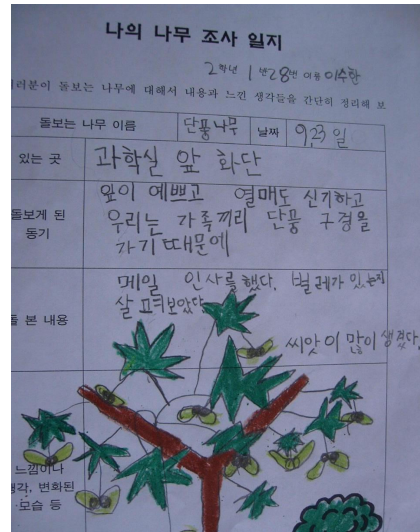 나의 나무 조사 일지
2학년 1반 28번 이름 이수한
러분이 돌보는 나무에 대해서 내용과 느낀 생각들을 간단히 정리해 보
돌보는 나무 이름 단풍나무 날짜 9.23 일
있는 곳 과학실 앞 화단
돌보게 된 동기
잎이 예쁘고 열매도 신기하고
우리는 가족끼리 단풍 구경을
가기 때문에
돌 본 내용
메일 인사를했다. 벌레가 있는지
살펴보았다
씨앗이 많이 생겼다.
느낌이나
생각, 변화된
모습 등